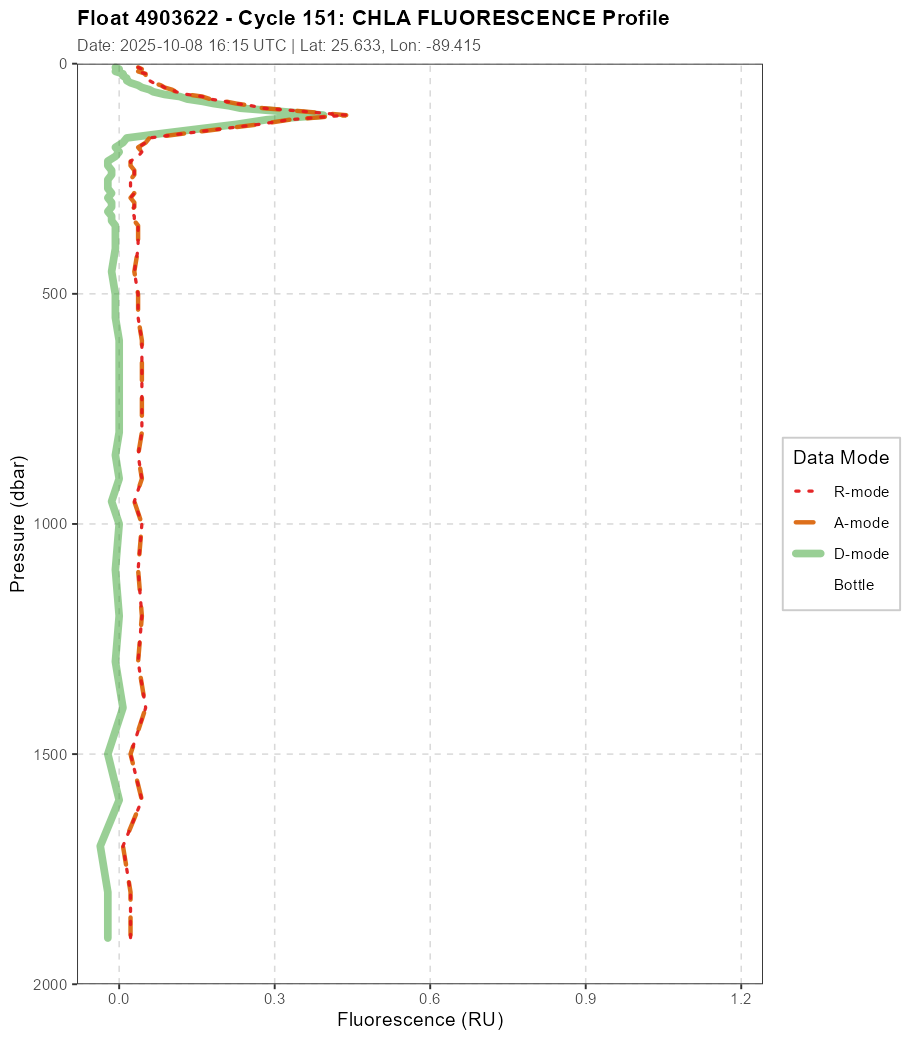 Float 4903622 - Cycle 151: CHLA FLUORESCENCE Profile
Date: 2025-10-08 16:15 UTC | Lat: 25.633, Lon: -89.415
0
500
1000
1500
2000
Pressure (dbar)
0.0 0.3 0.6 0.9 1.2
Fluorescence (RU)
Data Mode
R-mode
A-mode
D-mode
Bottle